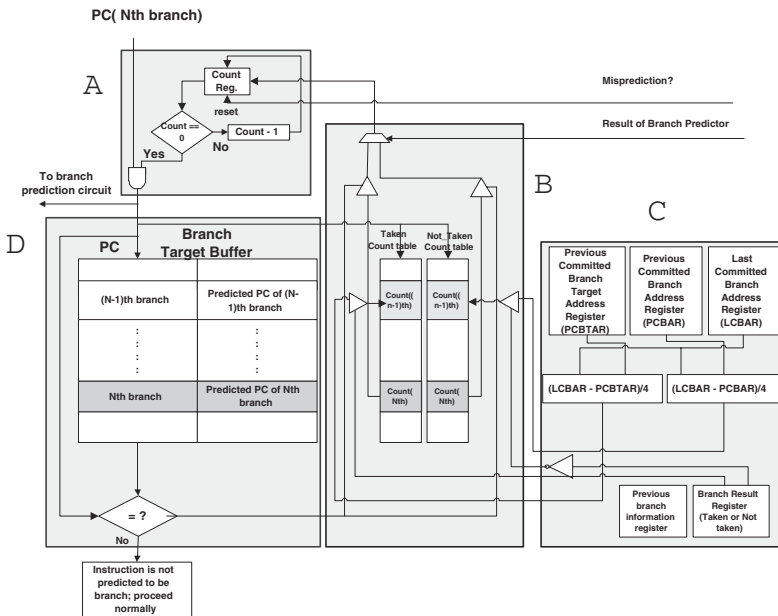 PC( Nth branch)
A
Count
Reg.
reset
Count ==
0
Count - 1
Yes
No
Misprediction?
Result of Branch Predictor
To branch
prediction circuit
B
C
D
Branch
Target Buffer
PC
(N-1)th branch
Predicted PC of (N-
1)th branch
Nth branch
Predicted PC of Nth
branch
= ?
No
Instruction is not
predicted to be
branch; proceed
normally
Taken
Count table
Not_Taken
Count table
Count((
n-1)th)
Count((
n-1)th)
Count(
Nth)
Count(
Nth)
Previous
Committed
Branch
Target
Address
Register
(PCBTAR)
Previous
Committed
Branch
Address
Register
(PCBAR)
Last
Committed
Branch
Address
Register
(LCBAR)
(LCBAR - PCBTAR)/4
(LCBAR - PCBAR)/4
Previous
branch
information
register
Branch Result
Register
(Taken or Not
taken)